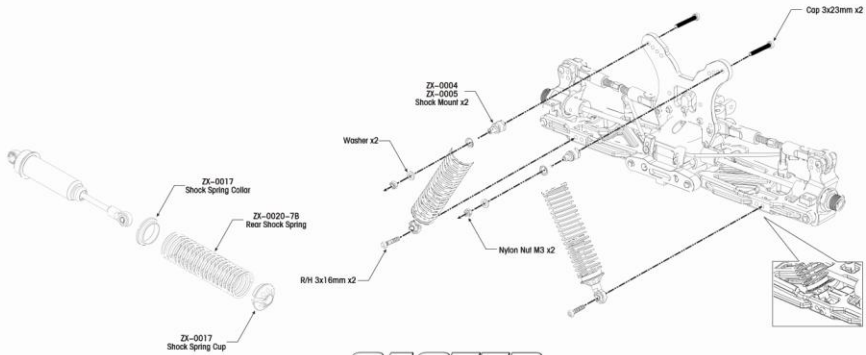 Cap 3x23mm x2
ZX-0004
ZX-0005
Shock Mount x2
Washer x2
ZX-0017
Shock Spring Collar
ZX-0020-7B
Rear Shock Spring
Nylon Nut M3 x2
R/H 3x16mm x2
ZX-0017
Shock Spring Cup